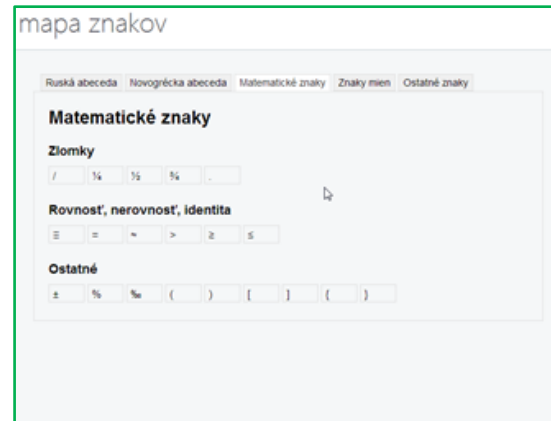 mapa znakov
Ruská abeceda Novogrécka abeceda Matematické znaky Znaky mien Ostatné znaky
Matematické znaky
Zlomky
/ ¼ ½ ¾ .
Rovnosť, nerovnosť, identita
Ξ = ≈ > ≥ ≤
Ostatné
± % ‰ ( ) [ ] { }